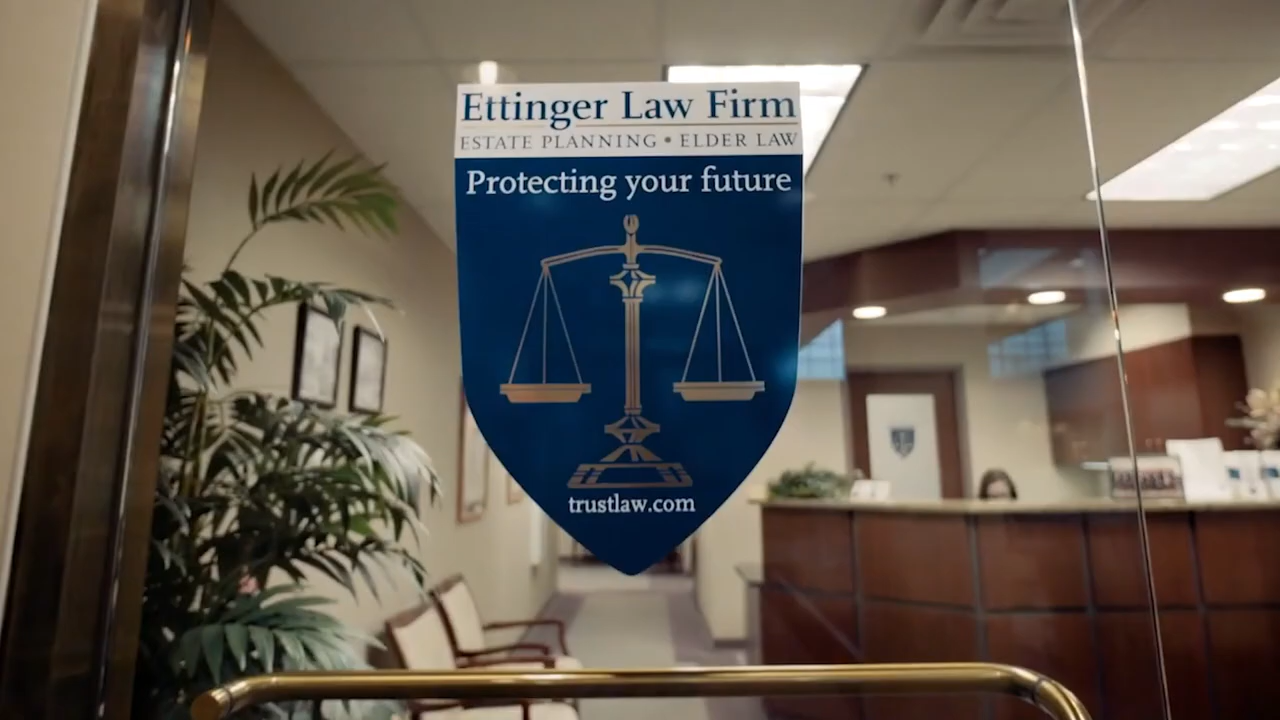 Ettinger Law Firm
ESTATE PLANNING • ELDER LAW
Protecting your future
trustlaw.com